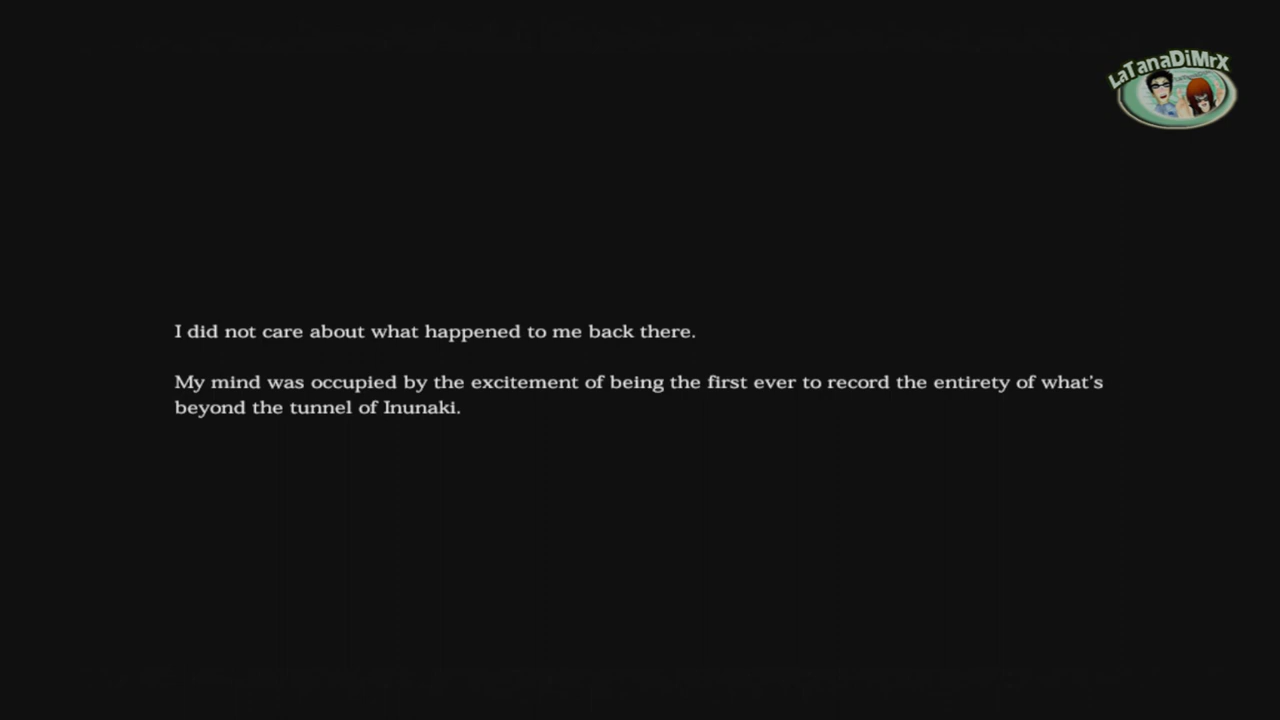 LaTanaDiMrX
I did not care about what happened to me back there.
My mind was occupied by the excitement of being the first ever to record the entirety of what's
beyond the tunnel of Inunaki.